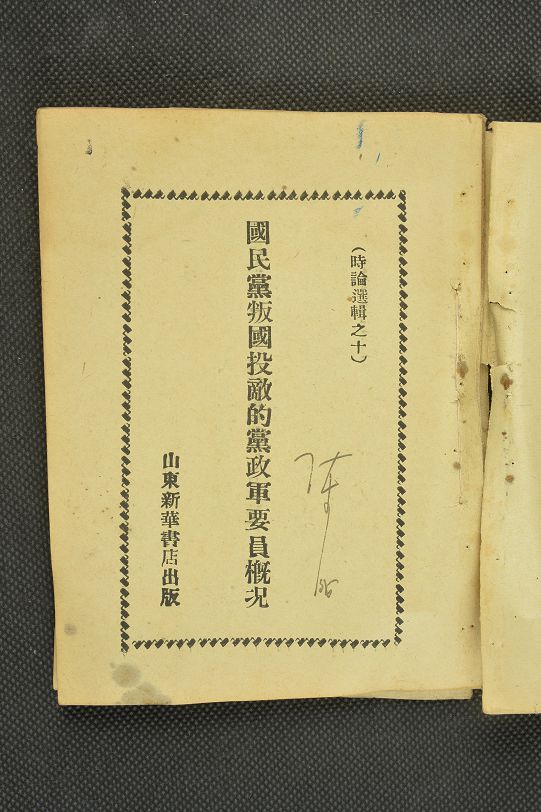 （時論選輯之十）
國民黨叛國投敵的黨政軍要員概況
山東新華書店出版